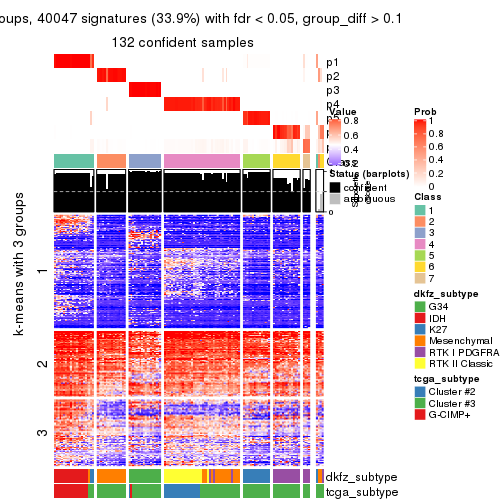 oups, 40047 signatures (33.9%) with fdr < 0.05, group_diff > 0.1
132 confident samples
p1
p2
p3
p4
Value
0.8
0.6
0.4
0.2
Status (barplots)
confident
ambiguous
0
Prob
1
0.8
0.6
0.4
0.2
0
Class
1
2
3
4
5
6
7
dkfz_subtype
G34
IDH
K27
Mesenchymal
RTK I PDGFRA
RTK II Classic
tcga_subtype
Cluster #2
Cluster #3
G-CIMP+
k-means with 3 groups
1
2
3
dkfz_subtype
tcga_subtype